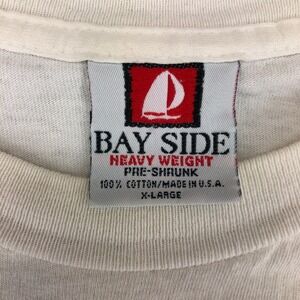 BAY SIDE
HEAVY WEIGHT
PRE-SHRUNK
100% COTTON/MADE IN U.S.A.
X-LARGE